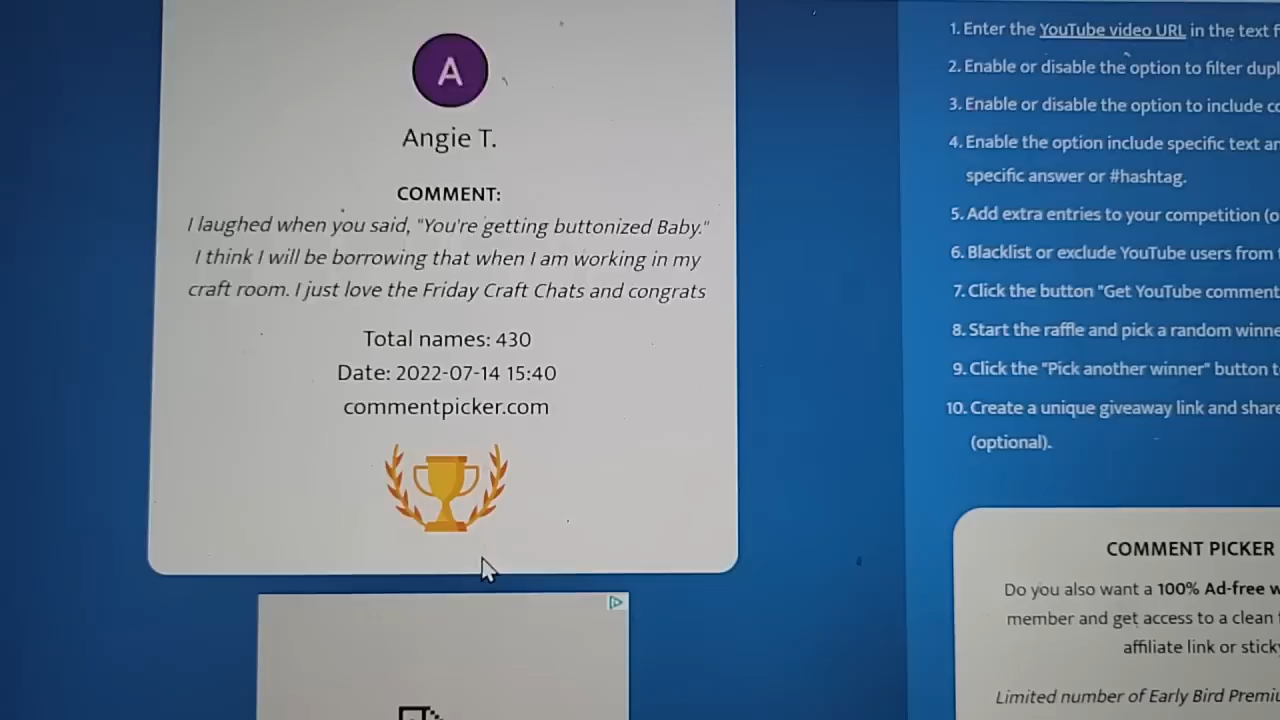 A
Angie T.
COMMENT:
I laughed when you said, "You're getting buttonized Baby."
I think I will be borrowing that when I am working in my
craft room. I just love the Friday Craft Chats and congrats
Total names: 430
Date: 2022-07-14 15:40
commentpicker.com
1. Enter the YouTube video URL in the text
2. Enable or disable the option to filter
3. Enable or disable the option to include
4. Enable the option include specific text
specific answer or #hashtag.
5. Add extra entries to your competition
6. Blacklist or exclude YouTube users from
7. Click the button "Get YouTube comment
8. Start the raffle and pick a random
9. Click the "Pick another winner" button
10. Create a unique giveaway link and share
(optional).
COMMENT PICKER
Do you also want a 100% Ad-free
member and get access to a clean
affiliate link or
Limited number of Early Bird